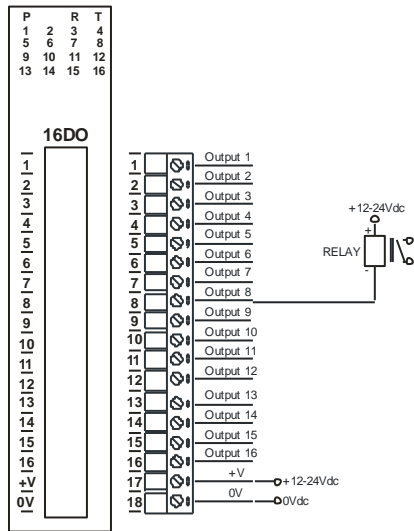 P R T
1 2 3 4
5 6 7 8
9 10 11 12
13 14 15 16
16DO
1
2
3
4
5
6
7
8
9
10
11
12
13
14
15
16
+V
0V
1 Output 1
2 Output 2
3 Output 3
4 Output 4
5 Output 5
6 Output 6
7 Output 7
8 Output 8
9 Output 9
10 Output 10
11 Output 11
12 Output 12
13 Output 13
14 Output 14
15 Output 15
16 Output 16
17 +V +12-24Vdc
18 0V 0Vdc
+12-24Vdc
+
RELAY
-